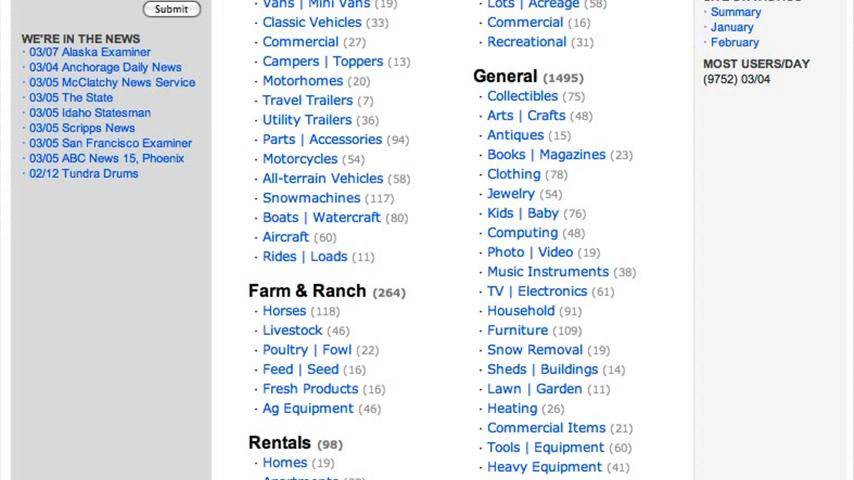 Submit
WE'RE IN THE NEWS
· 03/07 Alaska Examiner
· 03/04 Anchorage Daily News
· 03/05 McClatchy News Service
· 03/05 The State
· 03/05 Idaho Statesman
· 03/05 Scripps News
· 03/05 San Francisco Examiner
· 03/05 ABC News 15, Phoenix
· 02/12 Tundra Drums
· Vans | Mini Vans (19)
· Classic Vehicles (33)
· Commercial (27)
· Campers | Toppers (13)
· Motorhomes (20)
· Travel Trailers (7)
· Utility Trailers (36)
· Parts | Accessories (94)
· Motorcycles (54)
· All-terrain Vehicles (58)
· Snowmachines (117)
· Boats | Watercraft (80)
· Aircraft (60)
· Rides | Loads (11)
Farm & Ranch (264)
· Horses (118)
· Livestock (46)
· Poultry | Fowl (22)
· Feed | Seed (16)
· Fresh Products (16)
· Ag Equipment (46)
Rentals (98)
· Homes (19)
· Lots | Acreage (58)
· Commercial (16)
· Recreational (31)
General (1495)
· Collectibles (75)
· Arts | Crafts (48)
· Antiques (15)
· Books | Magazines (23)
· Clothing (78)
· Jewelry (54)
· Kids | Baby (76)
· Computing (48)
· Photo | Video (19)
· Music Instruments (38)
· TV | Electronics (61)
· Household (91)
· Furniture (109)
· Snow Removal (19)
· Sheds | Buildings (14)
· Lawn | Garden (11)
· Heating (26)
· Commercial Items (21)
· Tools | Equipment (60)
· Heavy Equipment (41)
· Summary
· January
· February
MOST USERS/DAY
(9752) 03/04